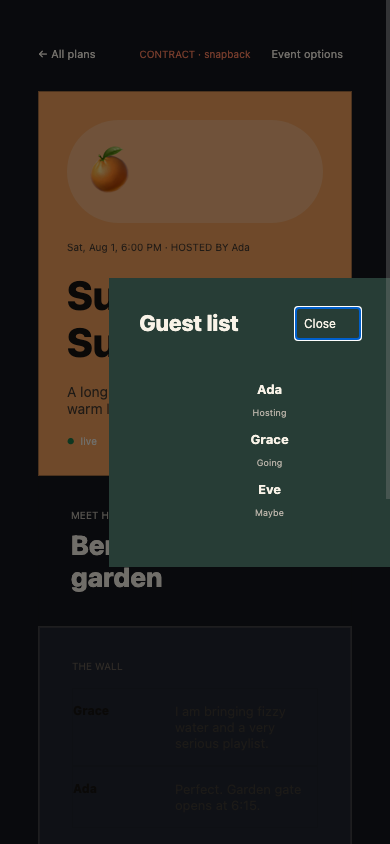 ← All plans
CONTRACT · snapback
Event options
Sat, Aug 1, 6:00 PM · HOSTED BY Ada
Su
Su
A long
warm
live
Guest list
Close
Ada
Hosting
Grace
Going
Eve
Maybe
MEET H
Be
garden
THE WALL
Grace
I am bringing fizzy
water and a very
serious playlist.
Ada
Perfect. Garden gate
opens at 6:15.